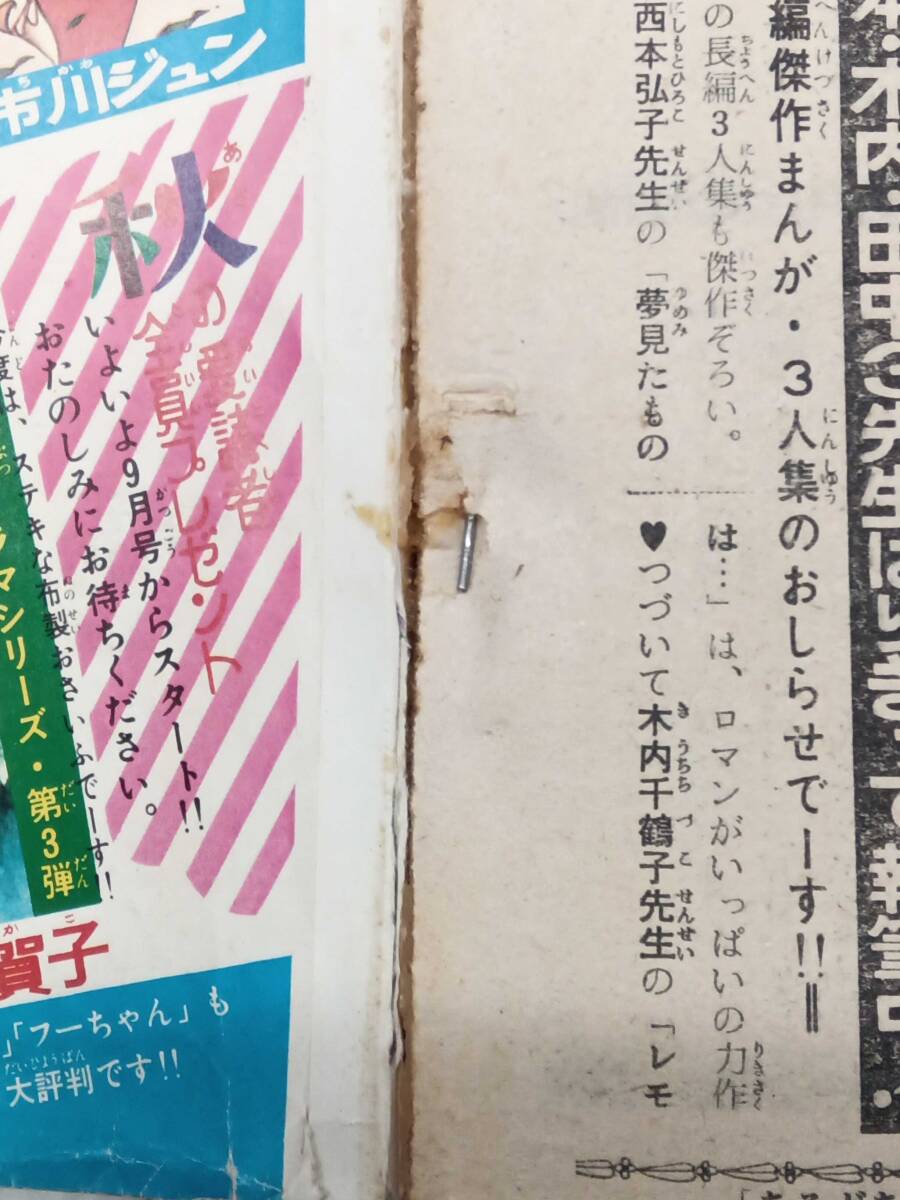 本・木内・田中3先生はいま執筆中・
編傑作まんが・3人集のおしらせでーす!!
の長編3人集も傑作ぞろい。
西本弘子先生の「夢見たもの
は…」は、ロマンがいっぱいの力作
♥つづいて木内千鶴子先生の「レモ
市川ジュン
秋の愛読者
全員プレゼント
いよいよ9月号からスタート!!
おたのしみにお待ちください。
今度は、ステキな布製おさいふでーす!!
マシリーズ・第3弾
賀子
」「フーちゃん」も
大評判です!!